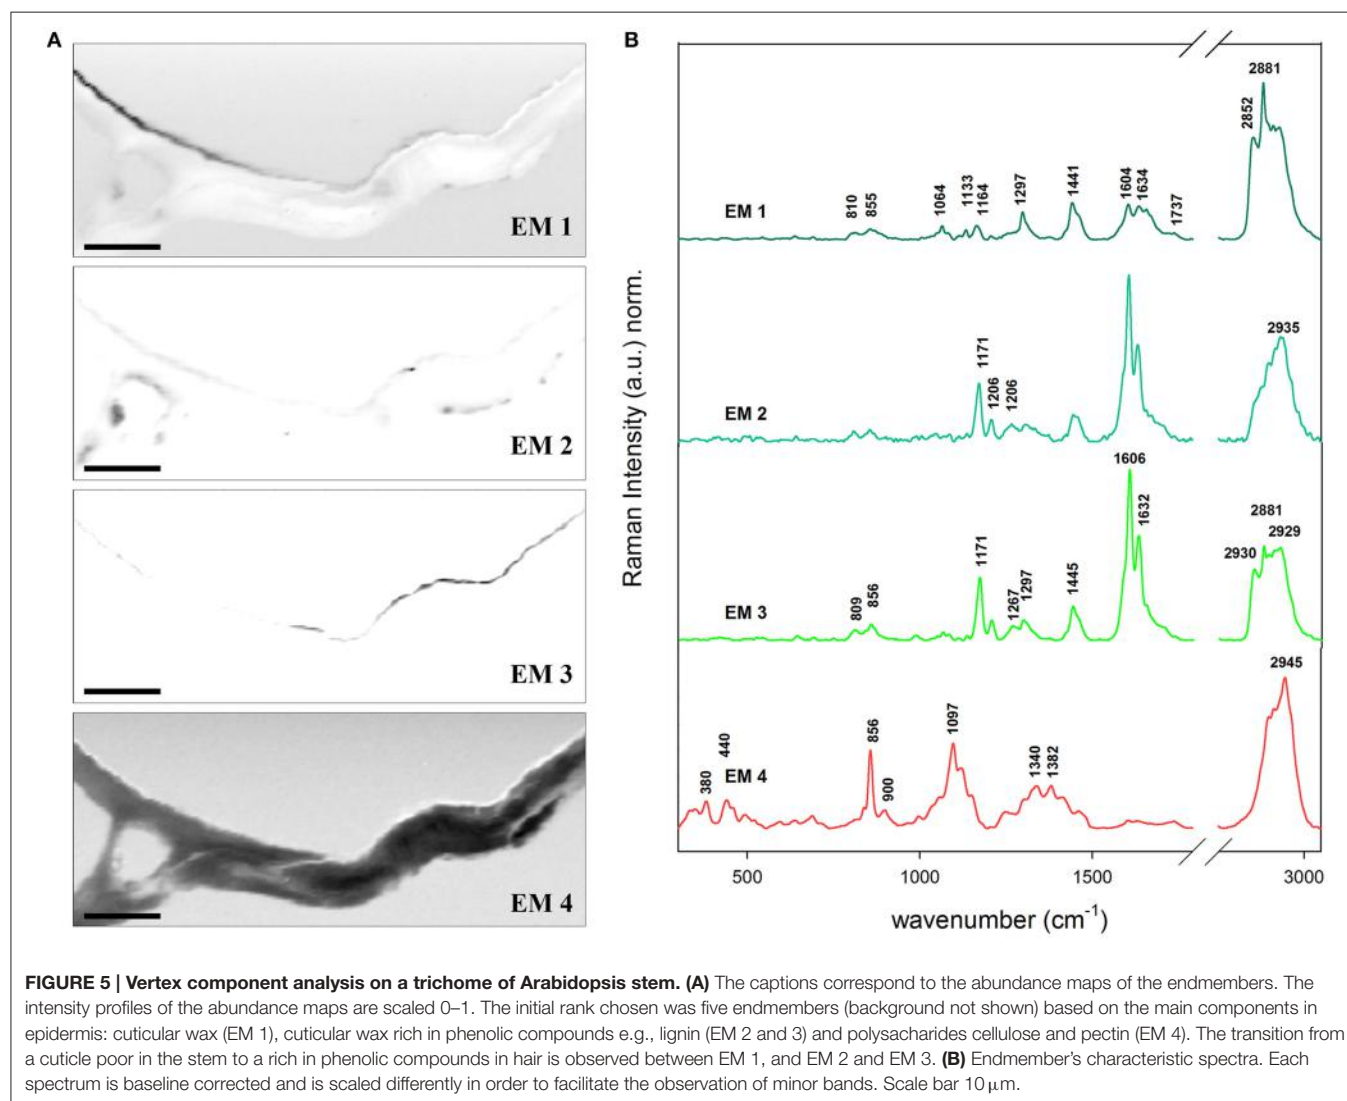 A
EM 1
EM 2
EM 3
EM 4
B
Raman Intensity (a.u.) norm.
EM 1
810
855
1064
1133
1164
1297
1441
1604
1634
1737
2852
2881
EM 2
1171
1206
1206
2935
EM 3
809
856
1171
1267
1297
1445
1606
1632
2930
2881
2929
EM 4
380
440
856
900
1097
1340
1382
2945
500
1000
1500
3000
wavenumber (cm-1)
FIGURE 5 | Vertex component analysis on a trichome of Arabidopsis stem. (A) The captions correspond to the abundance maps of the endmembers. The
intensity profiles of the abundance maps are scaled 0–1. The initial rank chosen was five endmembers (background not shown) based on the main components in
epidermis: cuticular wax (EM 1), cuticular wax rich in phenolic compounds e.g., lignin (EM 2 and 3) and polysacharides cellulose and pectin (EM 4). The transition from
a cuticle poor in the stem to a rich in phenolic compounds in hair is observed between EM 1, and EM 2 and EM 3. (B) Endmember's characteristic spectra. Each
spectrum is baseline corrected and is scaled differently in order to facilitate the observation of minor bands. Scale bar 10 μm.